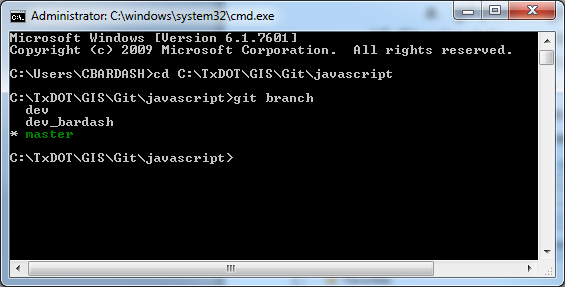 Administrator: C:\windows\system32\cmd.exe
Microsoft Windows [Version 6.1.7601]
Copyright (c) 2009 Microsoft Corporation.  All rights reserved.
C:\Users\CBARDASH>cd C:\TxDOT\GIS\Git\javascript
C:\TxDOT\GIS\Git\javascript>git branch
  dev
  dev_bardash
* master
C:\TxDOT\GIS\Git\javascript>